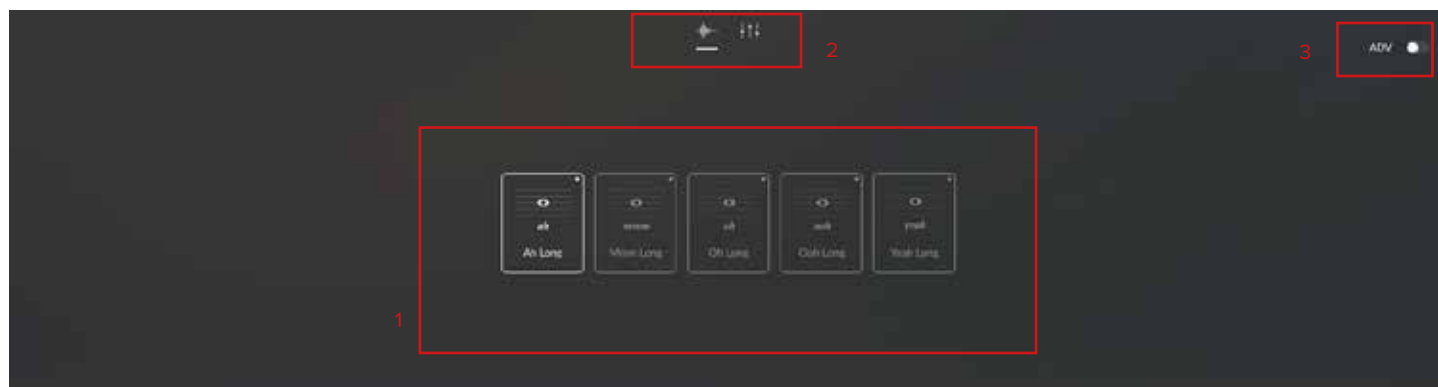 2
ADV
3
ah
mmm
oh
ooh
yeah
Ah Long
Mmm Long
Oh Long
Ooh Long
Yeah Long
1